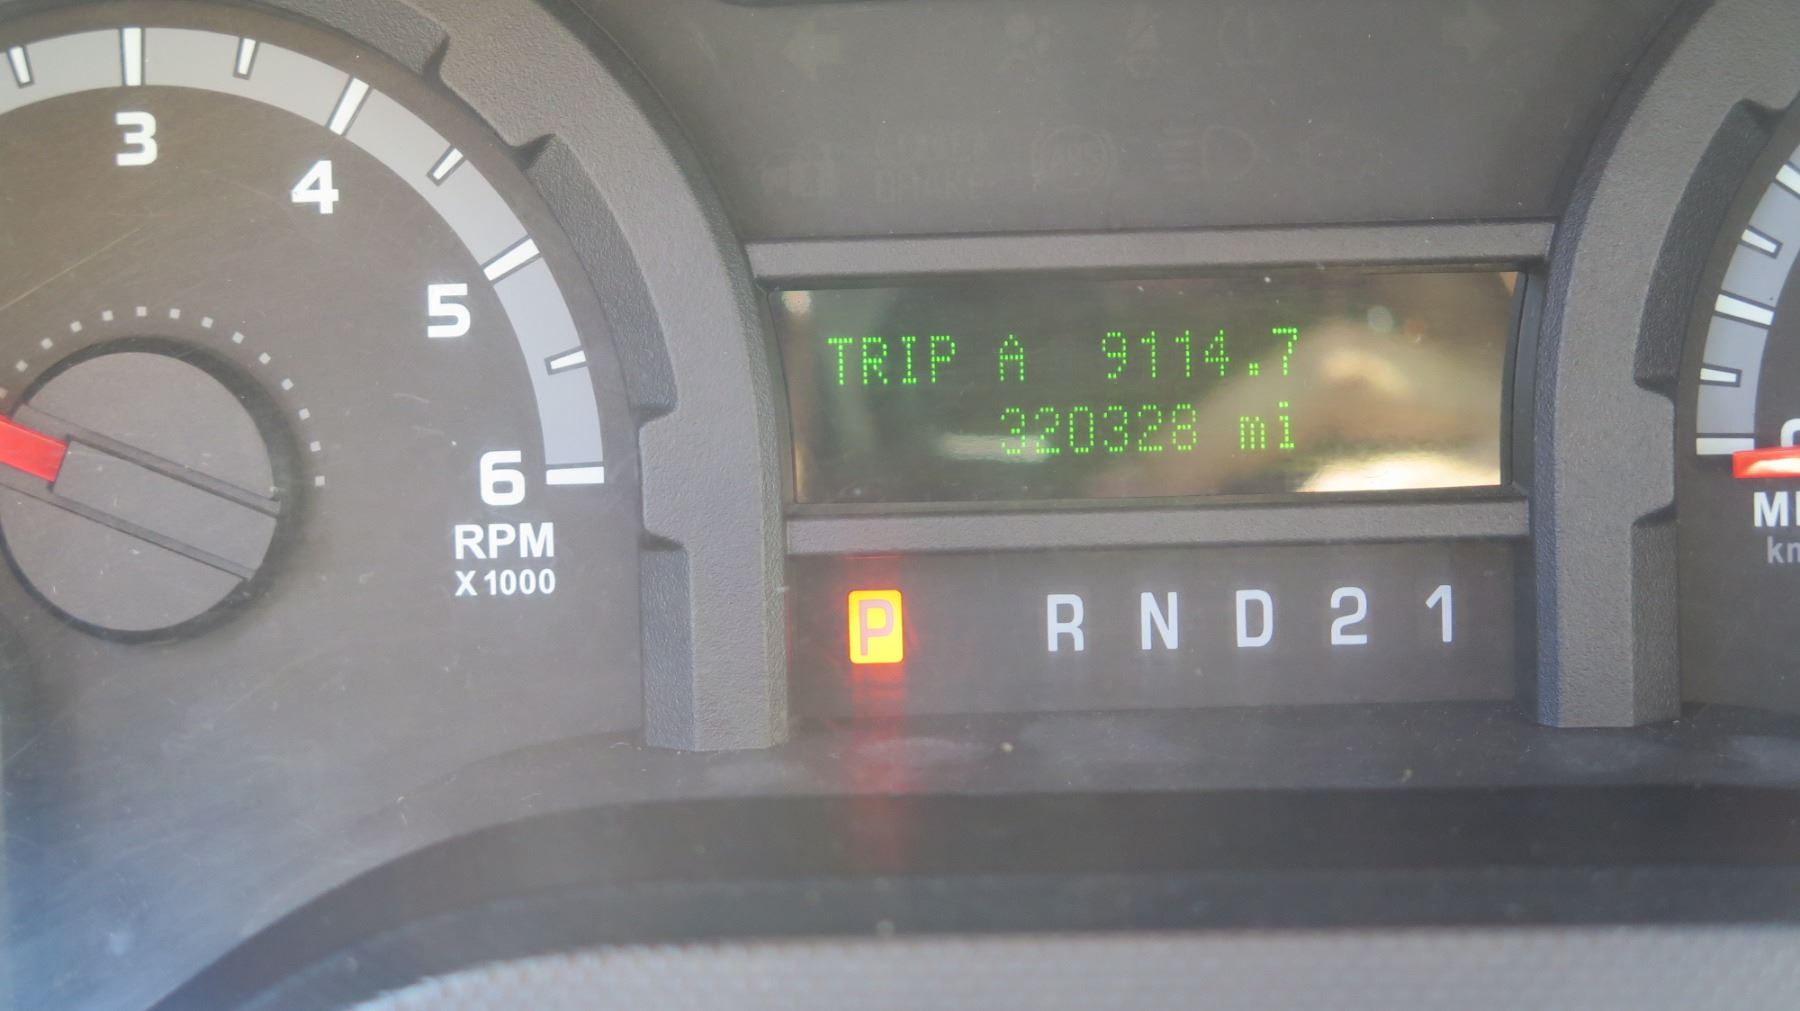 3
4
5
6
RPM
X1000
TRIP A 9114.7
320328 mi
P R N D 2 1